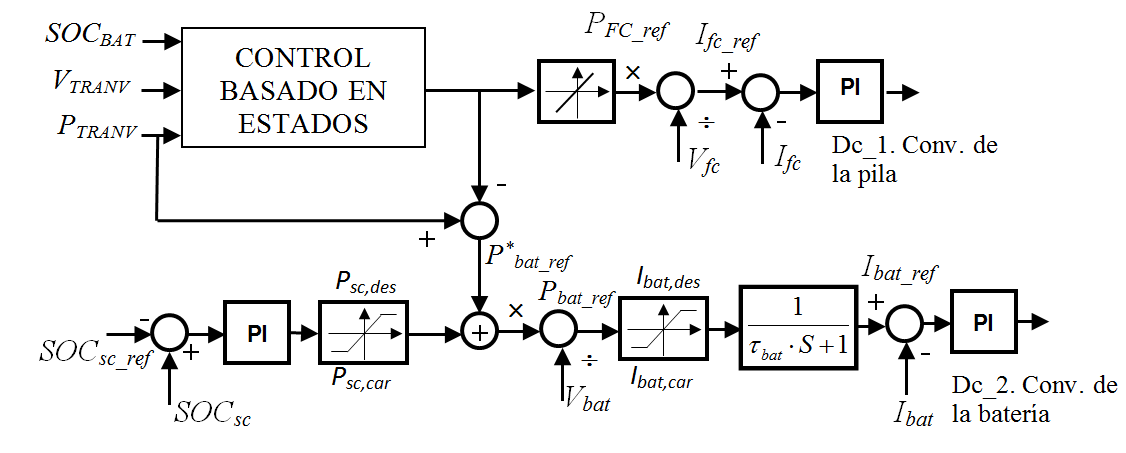 SOC_BAT
V_TRANV
P_TRANV
CONTROL
BASADO EN
ESTADOS
P_FC_ref
×
÷
V_fc
I_fc_ref
+
-
I_fc
PI
Dc_1. Conv. de
la pila
-
+
P*_bat_ref
-
SOC_sc_ref
+
SOC_sc
PI
P_sc,des
P_sc,car
+
×
P_bat_ref
÷
V_bat
I_bat,des
I_bat,car
1
τ_bat · S + 1
I_bat_ref
+
-
I_bat
PI
Dc_2. Conv. de
la batería